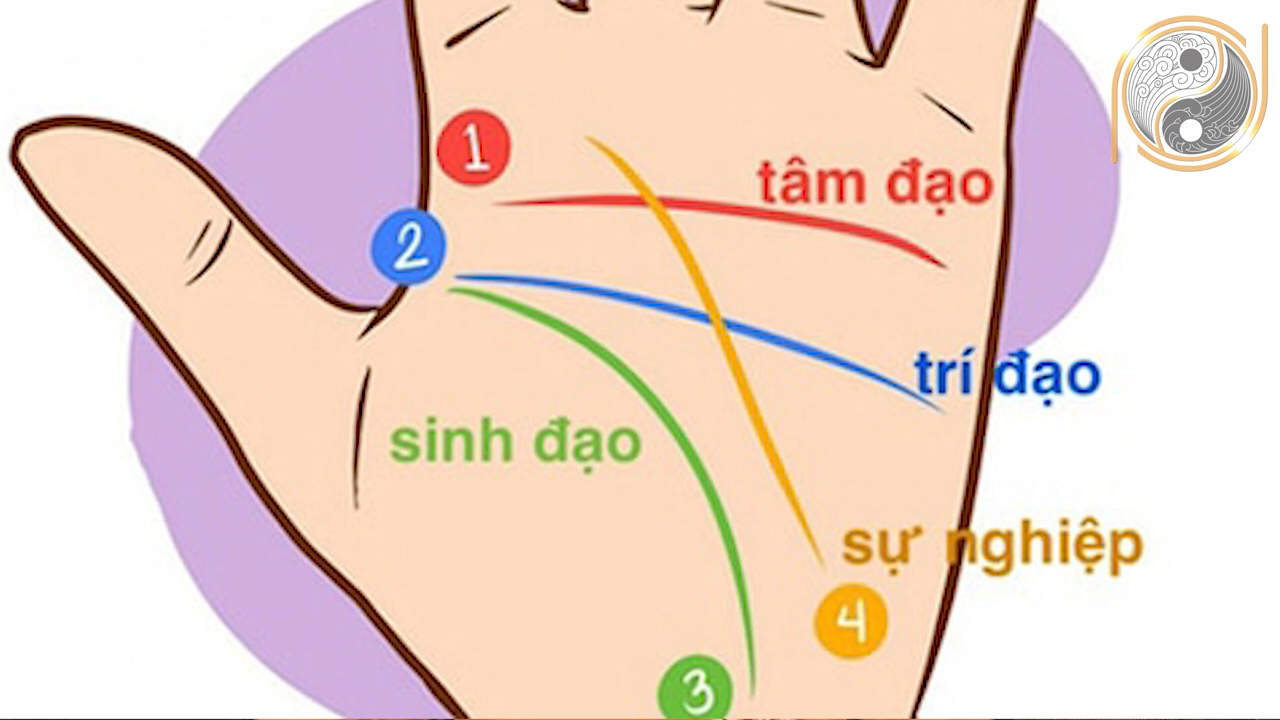 1
tâm đạo
2
trí đạo
sinh đạo
sự nghiệp
4
3